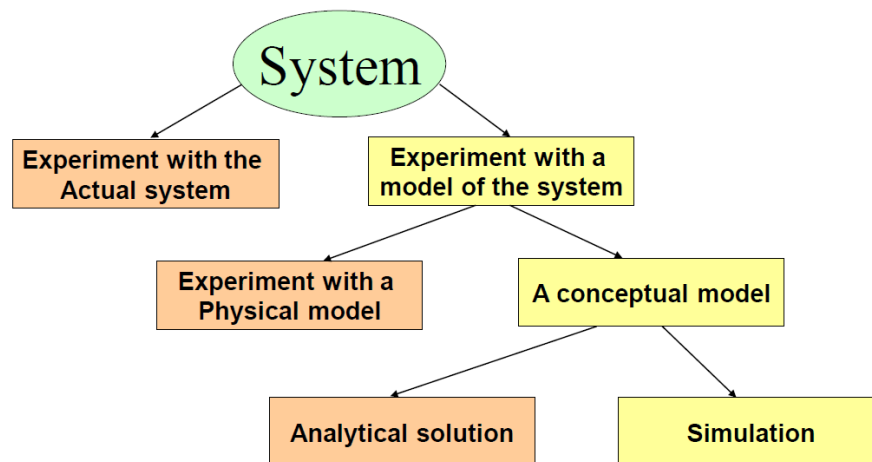 System
Experiment with the
Actual system
Experiment with a
model of the system
Experiment with a
Physical model
A conceptual model
Analytical solution
Simulation